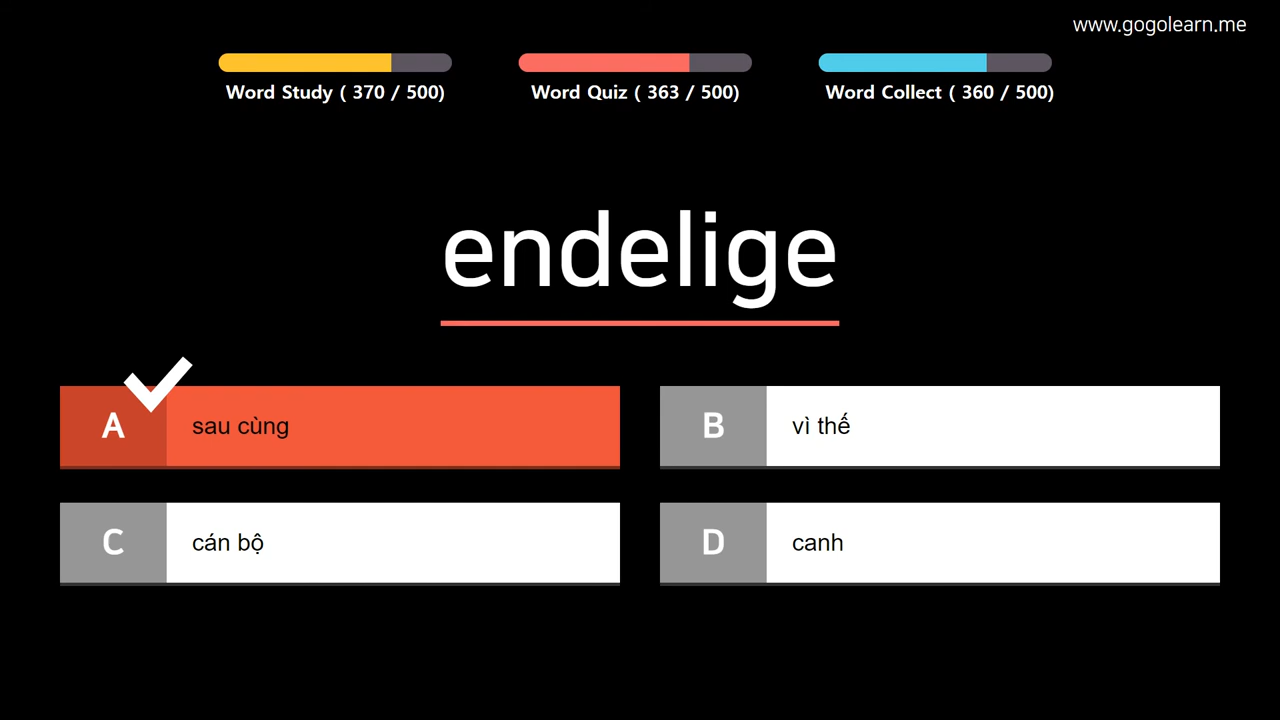 www.gogolearn.me
Word Study ( 370 / 500)
Word Quiz ( 363 / 500)
Word Collect ( 360 / 500)
endelige
A sau cùng
B vì thế
C cán bộ
D canh